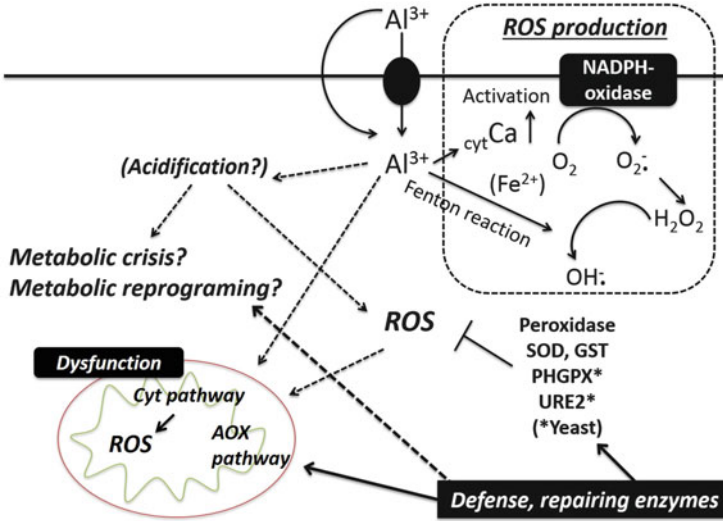 Al3+
ROS production
NADPH-
oxidase
Activation
cytCa
O2
O2-.
Al3+
(Fe2+)
Fenton reaction
H2O2
OH-.
(Acidification?)
Metabolic crisis?
Metabolic reprograming?
ROS
Peroxidase
SOD, GST
PHGPX*
URE2*
(*Yeast)
Dysfunction
Cyt pathway
ROS
AOX
pathway
Defense, repairing enzymes